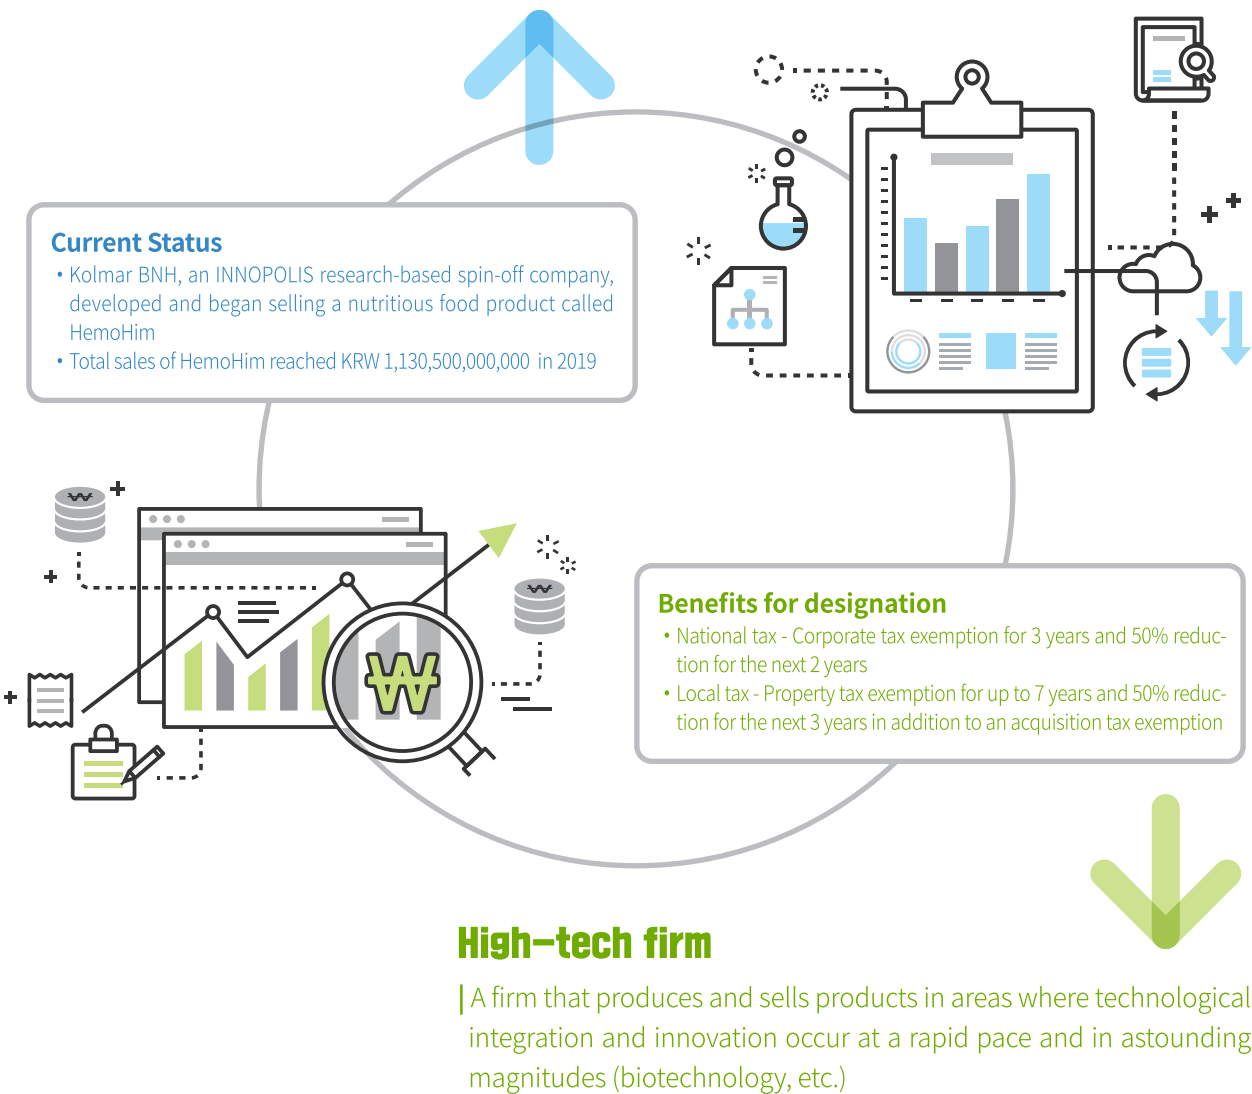 Current Status
• Kolmar BNH, an INNOPOLIS research-based spin-off company,
developed and began selling a nutritious food product called
HemoHim
• Total sales of HemoHim reached KRW 1,130,500,000,000 in 2019
₩
₩
₩
Benefits for designation
• National tax - Corporate tax exemption for 3 years and 50% reduc-
tion for the next 2 years
• Local tax - Property tax exemption for up to 7 years and 50% reduc-
tion for the next 3 years in addition to an acquisition tax exemption
High-tech firm
A firm that produces and sells products in areas where technological
integration and innovation occur at a rapid pace and in astounding
magnitudes (biotechnology, etc.)